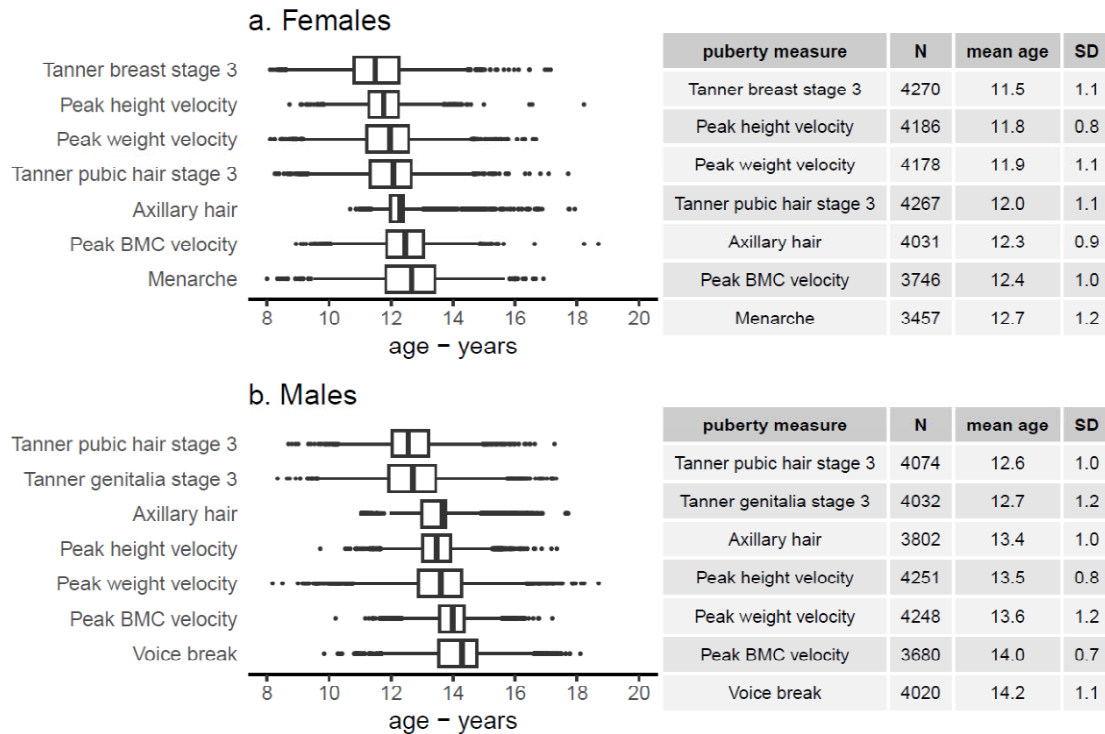 a. Females
Tanner breast stage 3
Peak height velocity
Peak weight velocity
Tanner pubic hair stage 3
Axillary hair
Peak BMC velocity
Menarche
8 10 12 14 16 18 20
age − years
puberty measure N mean age SD
Tanner breast stage 3 4270 11.5 1.1
Peak height velocity 4186 11.8 0.8
Peak weight velocity 4178 11.9 1.1
Tanner pubic hair stage 3 4267 12.0 1.1
Axillary hair 4031 12.3 0.9
Peak BMC velocity 3746 12.4 1.0
Menarche 3457 12.7 1.2
b. Males
Tanner pubic hair stage 3
Tanner genitalia stage 3
Axillary hair
Peak height velocity
Peak weight velocity
Peak BMC velocity
Voice break
8 10 12 14 16 18 20
age − years
puberty measure N mean age SD
Tanner pubic hair stage 3 4074 12.6 1.0
Tanner genitalia stage 3 4032 12.7 1.2
Axillary hair 3802 13.4 1.0
Peak height velocity 4251 13.5 0.8
Peak weight velocity 4248 13.6 1.2
Peak BMC velocity 3680 14.0 0.7
Voice break 4020 14.2 1.1